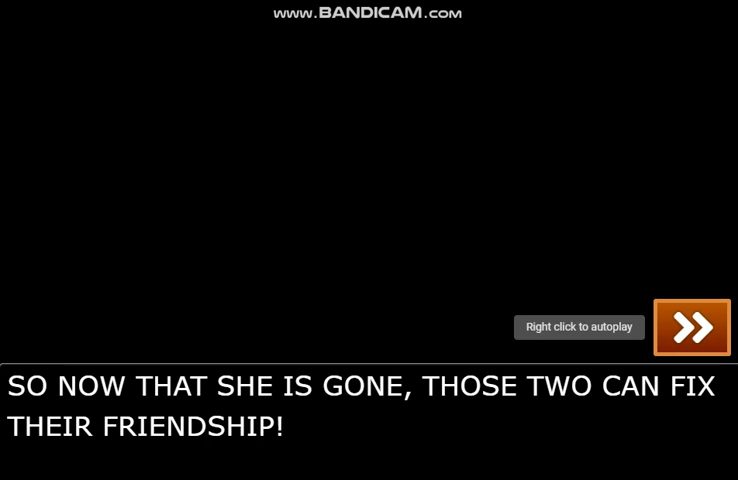 www.BANDICAM.com
Right click to autoplay
SO NOW THAT SHE IS GONE, THOSE TWO CAN FIX
THEIR FRIENDSHIP!